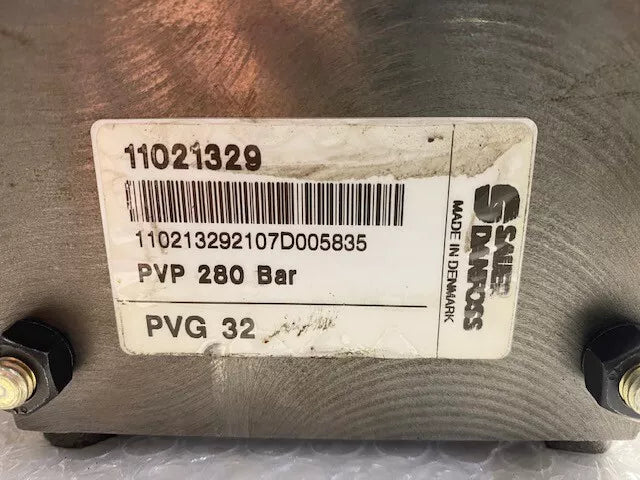 11021329
110213292107D005835
PVP 280 Bar
PVG 32
MADE IN DENMARK
SAUER
DANFOSS